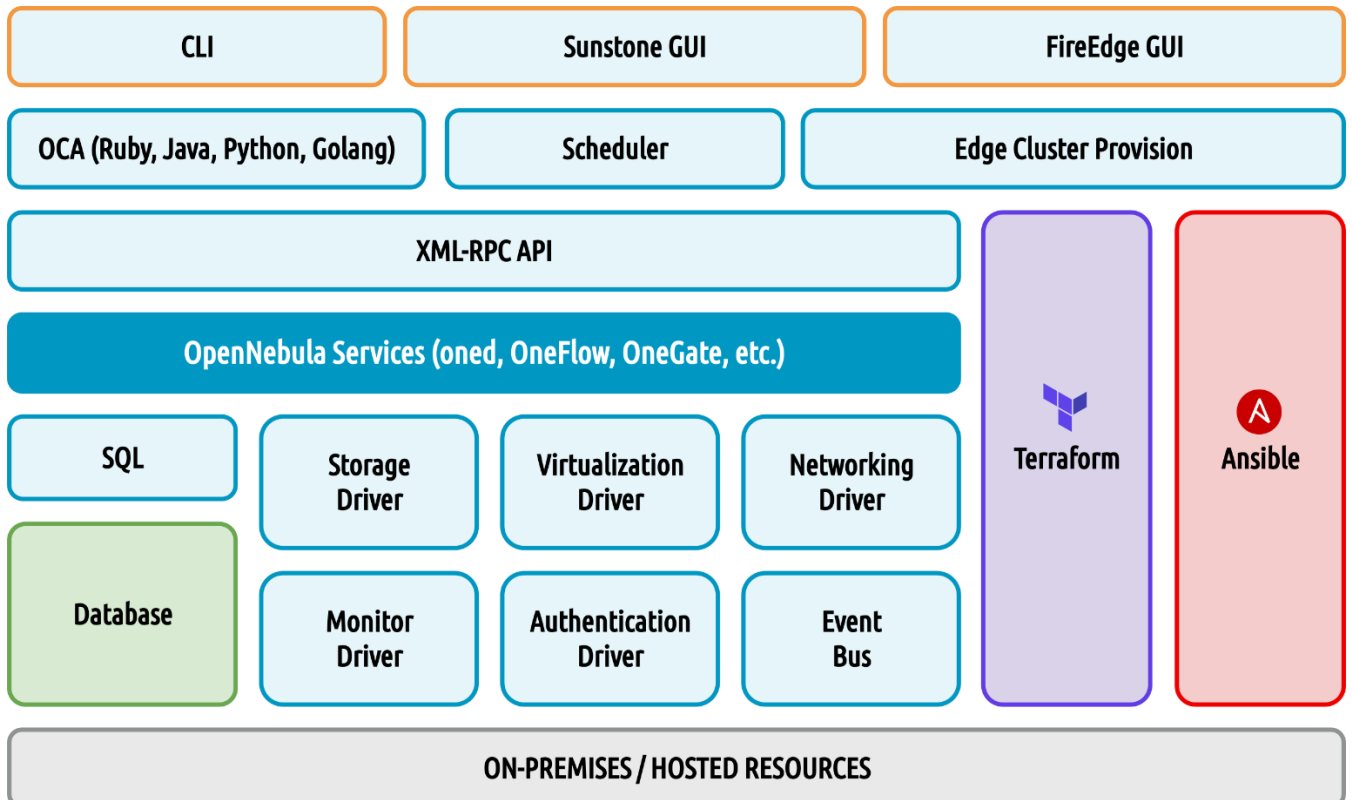 CLI
Sunstone GUI
FireEdge GUI
OCA (Ruby, Java, Python, Golang)
Scheduler
Edge Cluster Provision
XML-RPC API
OpenNebula Services (oned, OneFlow, OneGate, etc.)
SQL
Storage
Driver
Virtualization
Driver
Networking
Driver
Terraform
Ansible
Database
Monitor
Driver
Authentication
Driver
Event
Bus
ON-PREMISES / HOSTED RESOURCES